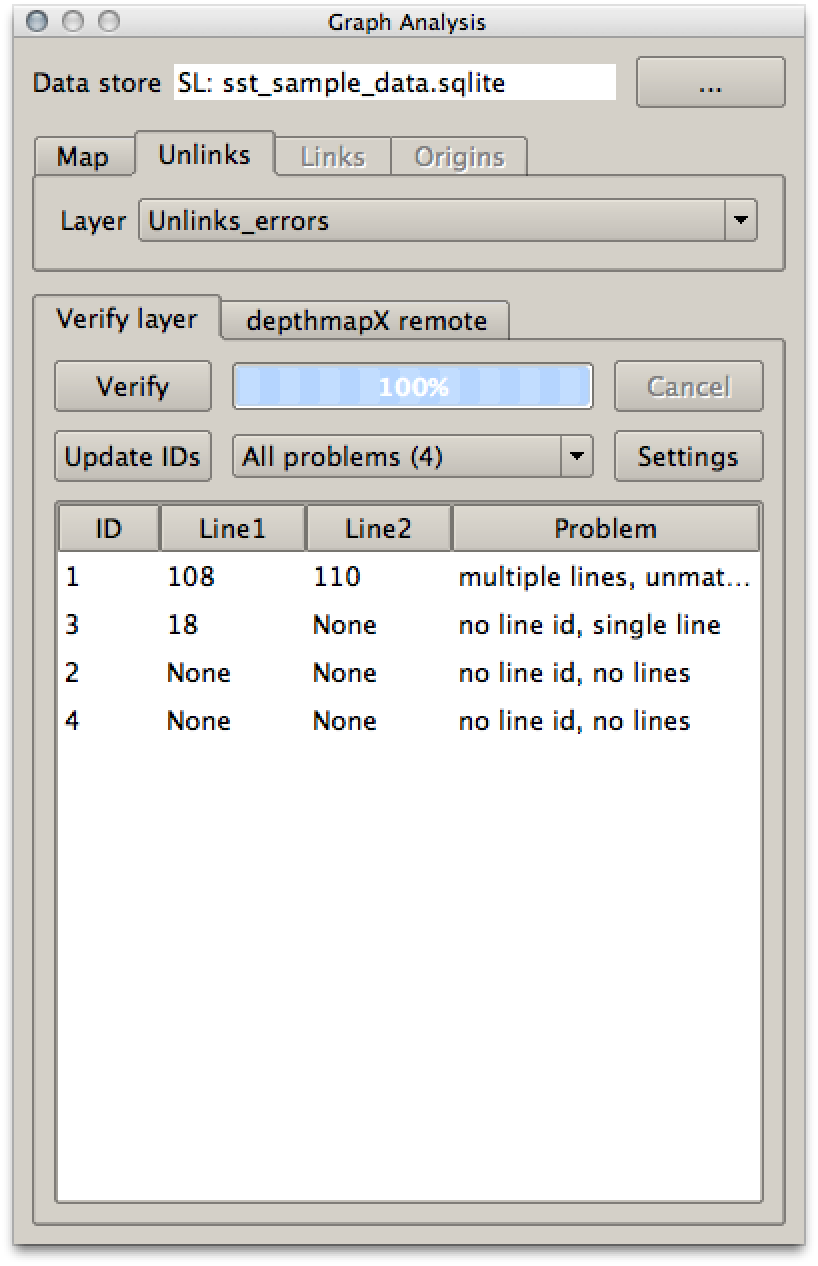 Graph Analysis
Data store SL: sst_sample_data.sqlite ...
Map Unlinks Links Origins
Layer Unlinks_errors
Verify layer depthmapX remote
Verify 100% Cancel
Update IDs All problems (4) Settings
ID Line1 Line2 Problem
1 108 110 multiple lines, unmat...
3 18 None no line id, single line
2 None None no line id, no lines
4 None None no line id, no lines